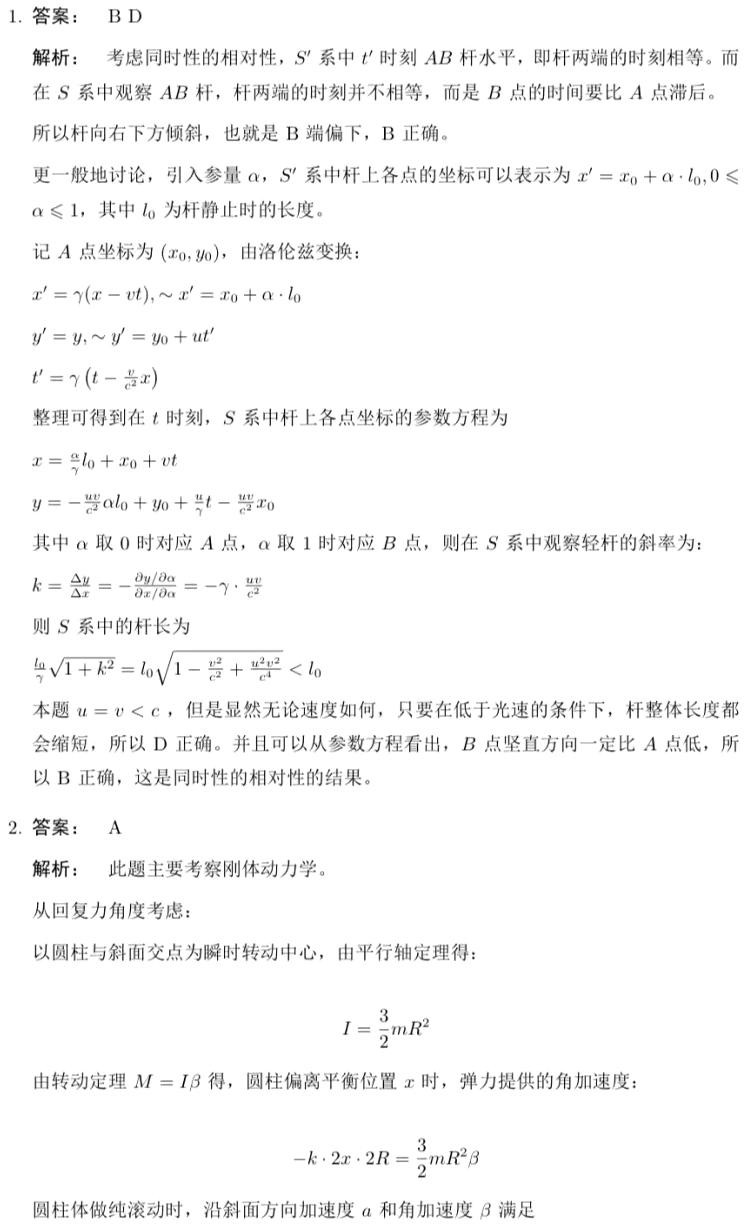 1. 答案： B D
解析： 考虑同时性的相对性，S′ 系中 t′ 时刻 AB 杆水平，即杆两端的时刻相等。而
在 S 系中观察 AB 杆，杆两端的时刻并不相等，而是 B 点的时间要比 A 点滞后。
所以杆向右下方倾斜，也就是 B 端偏下，B 正确。
更一般地讨论，引入参量 α，S′ 系中杆上各点的坐标可以表示为 x′ = x₀ + α · l₀, 0 ⩽
α ⩽ 1，其中 l₀ 为杆静止时的长度。
记 A 点坐标为 (x₀, y₀)，由洛伦兹变换：
x′ = γ(x − vt), ∼ x′ = x₀ + α · l₀
y′ = y, ∼ y′ = y₀ + ut′
t′ = γ (t − \frac{v}{c²}x)
整理可得到在 t 时刻，S 系中杆上各点坐标的参数方程为
x = \frac{α}{γ}l₀ + x₀ + vt
y = −\frac{uv}{c²}αl₀ + y₀ + \frac{u}{γ}t − \frac{uv}{c²}x₀
其中 α 取 0 时对应 A 点，α 取 1 时对应 B 点，则在 S 系中观察轻杆的斜率为：
k = \frac{Δy}{Δx} = −\frac{∂y/∂α}{∂x/∂α} = −γ · \frac{uv}{c²}
则 S 系中的杆长为
\frac{l₀}{γ}\sqrt{1 + k²} = l₀\sqrt{1 − \frac{v²}{c²} + \frac{u²v²}{c⁴}} < l₀
本题 u = v < c ，但是显然无论速度如何，只要在低于光速的条件下，杆整体长度都
会缩短，所以 D 正确。并且可以从参数方程看出，B 点竖直方向一定比 A 点低，所
以 B 正确，这是同时性的相对性的结果。
2. 答案： A
解析： 此题主要考察刚体动力学。
从回复力角度考虑：
以圆柱与斜面交点为瞬时转动中心，由平行轴定理得：
I = \frac{3}{2}mR²
由转动定理 M = Iβ 得，圆柱偏离平衡位置 x 时，弹力提供的角加速度：
−k · 2x · 2R = \frac{3}{2}mR²β
圆柱体做纯滚动时，沿斜面方向加速度 a 和角加速度 β 满足